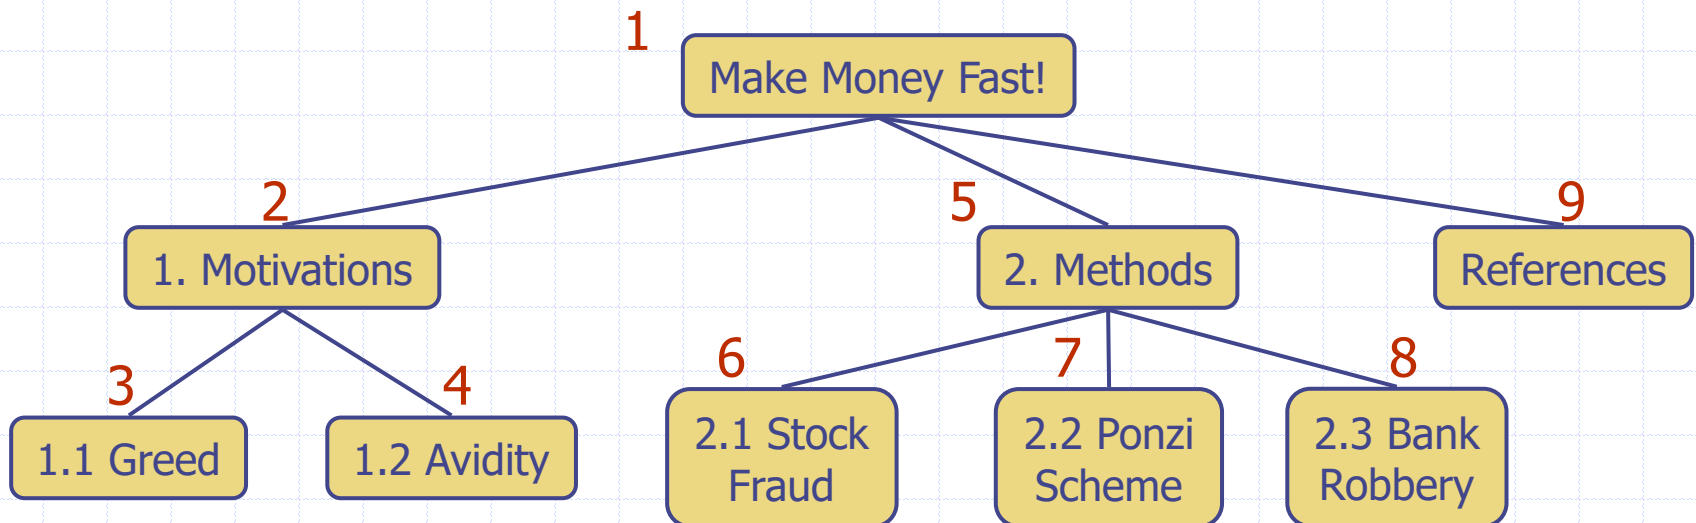 1
Make Money Fast!
2
5
9
1. Motivations
2. Methods
References
3
4
6
7
8
1.1 Greed
1.2 Avidity
2.1 Stock
Fraud
2.2 Ponzi
Scheme
2.3 Bank
Robbery